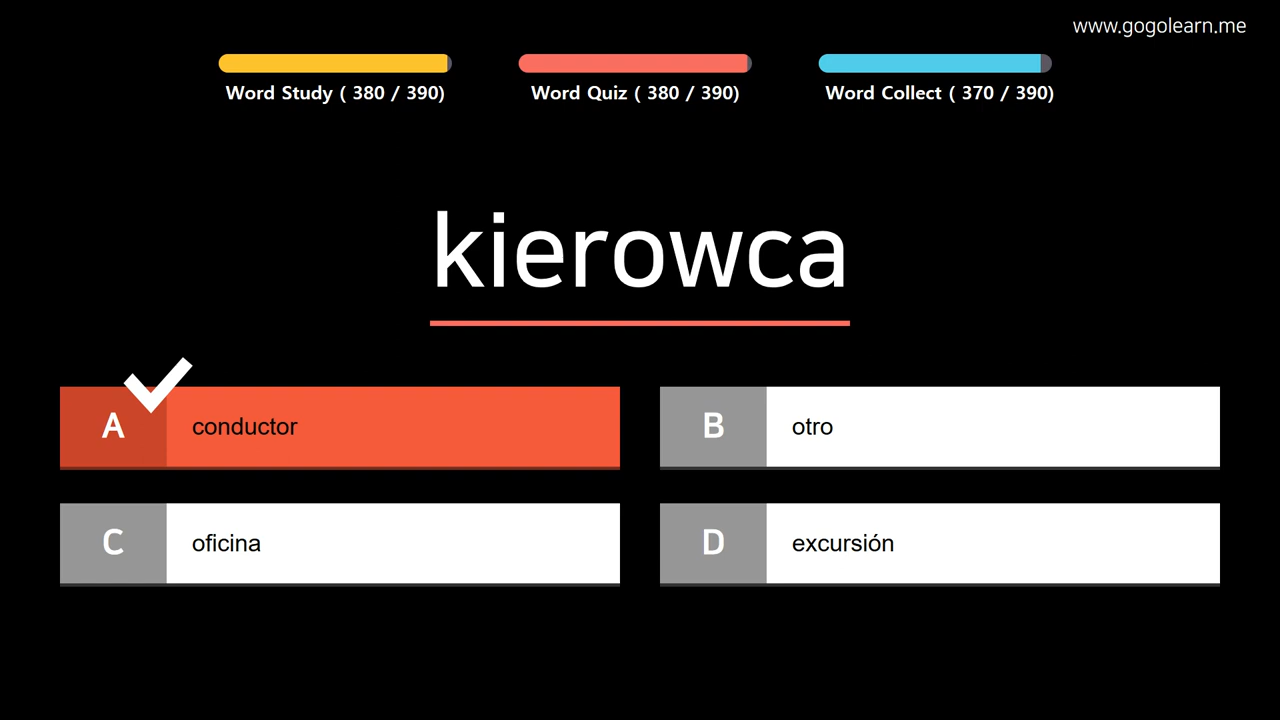 www.gogolearn.me
Word Study ( 380 / 390)
Word Quiz ( 380 / 390)
Word Collect ( 370 / 390)
kierowca
A conductor
B otro
C oficina
D excursión